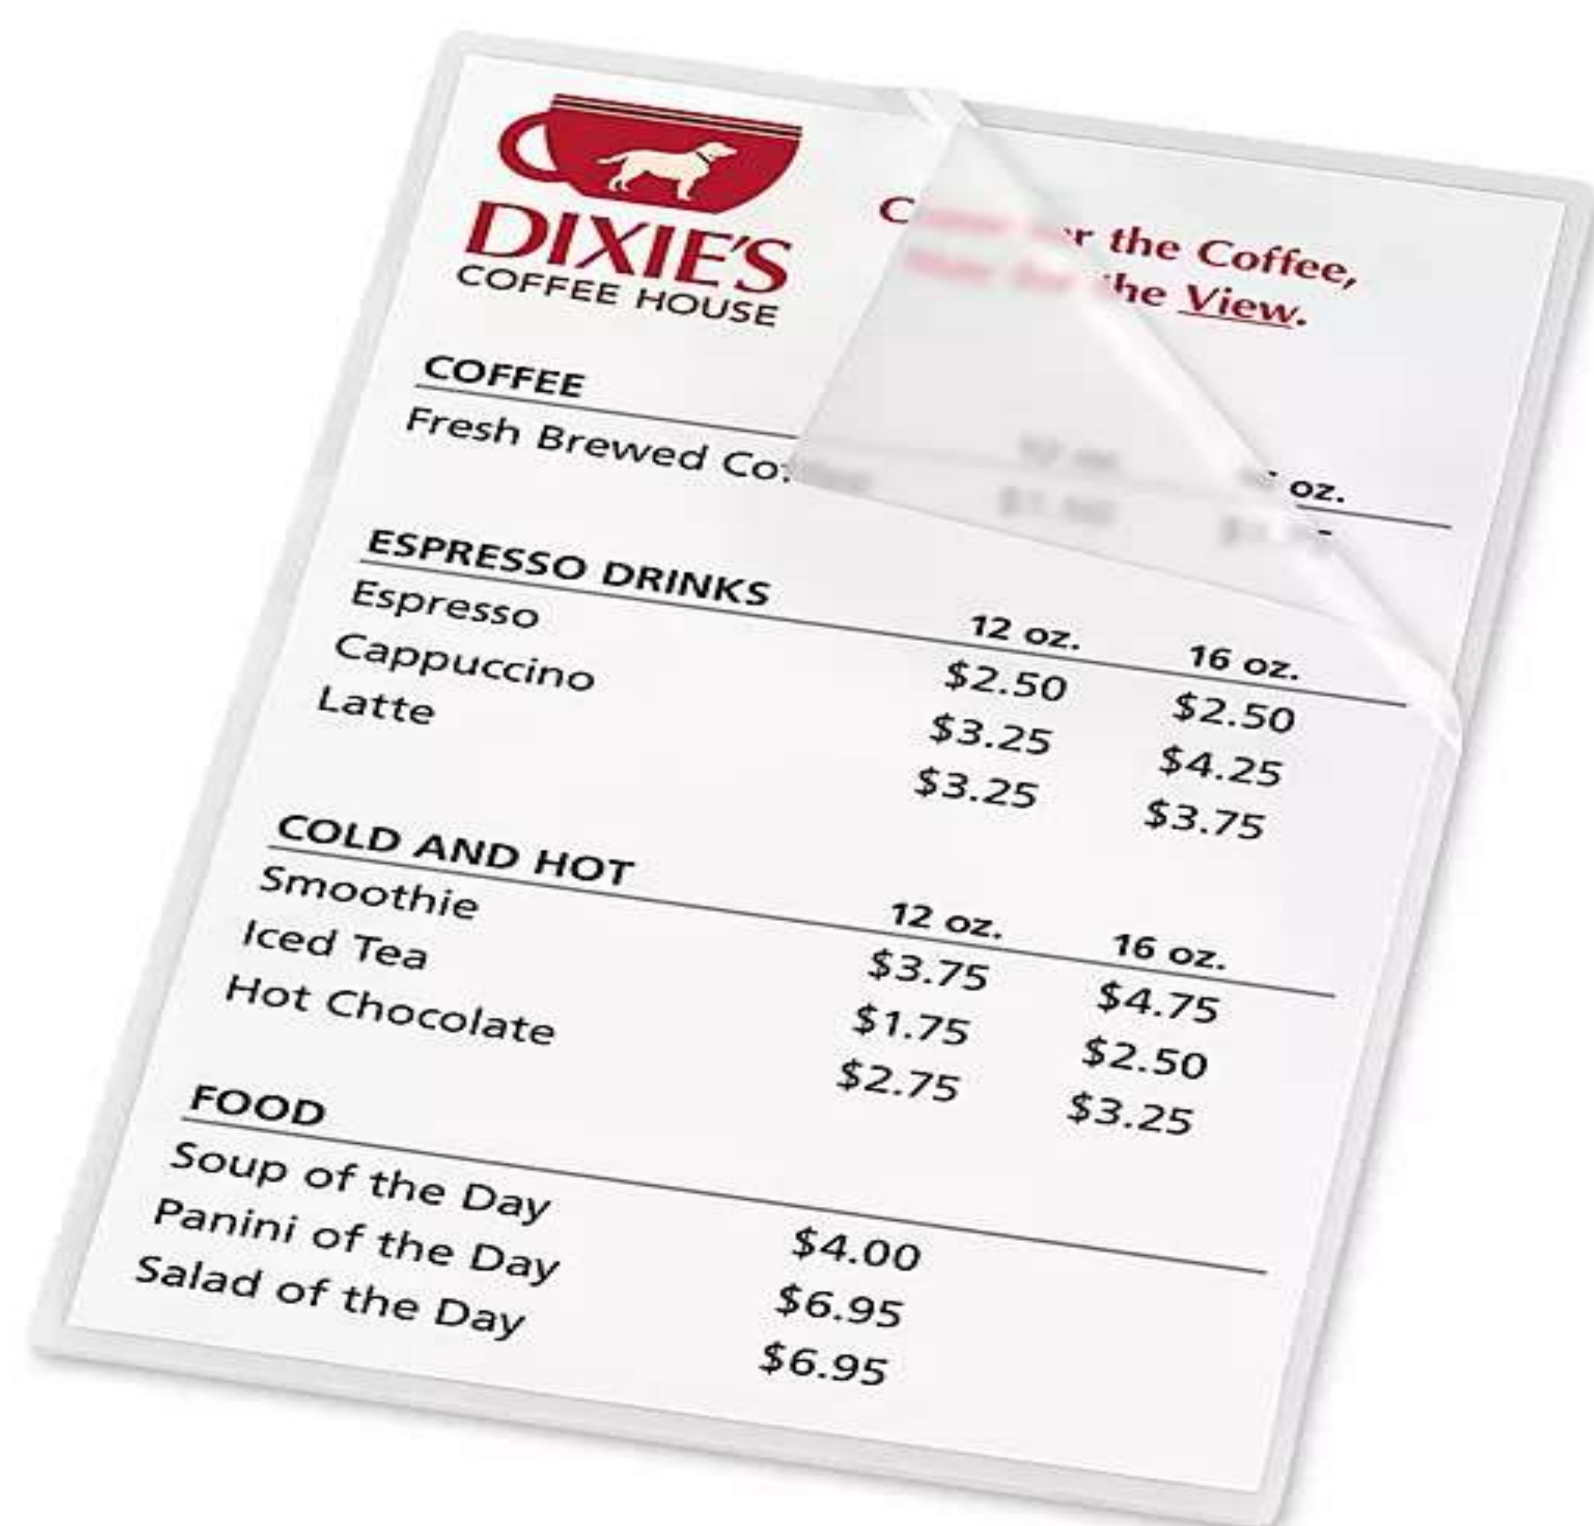 DIXIE'S
COFFEE HOUSE
r the Coffee,
the View.
COFFEE
oz.
Fresh Brewed
ESPRESSO DRINKS 12 oz. 16 oz.
Espresso $2.50 $2.50
Cappuccino $3.25 $4.25
Latte $3.25 $3.75
COLD AND HOT 12 oz. 16 oz.
Smoothie $3.75 $4.75
Iced Tea $1.75 $2.50
Hot Chocolate $2.75 $3.25
FOOD
Soup of the Day $4.00
Panini of the Day $6.95
Salad of the Day $6.95